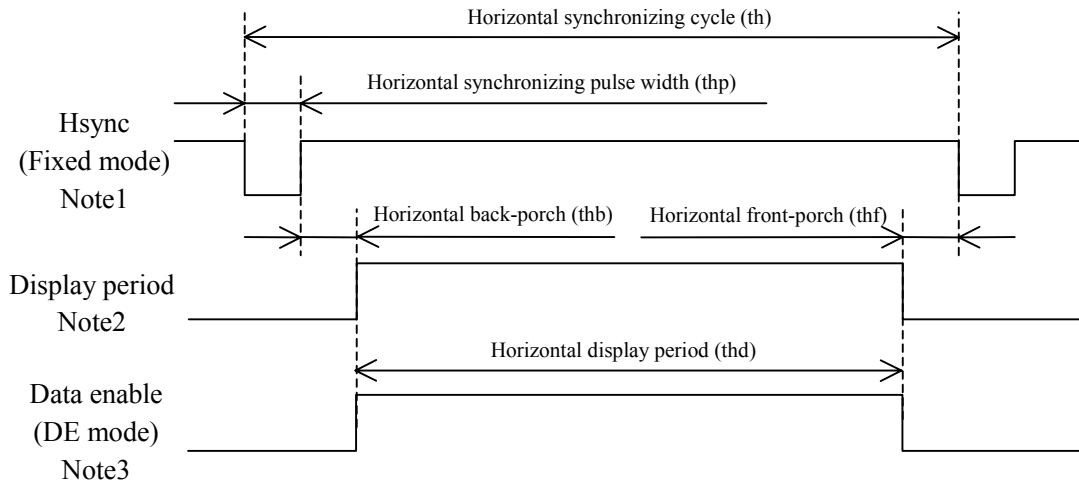 Horizontal synchronizing cycle (th)
Horizontal synchronizing pulse width (thp)
Hsync
(Fixed mode)
Note1
Horizontal back-porch (thb)
Horizontal front-porch (thf)
Display period
Note2
Horizontal display period (thd)
Data enable
(DE mode)
Note3